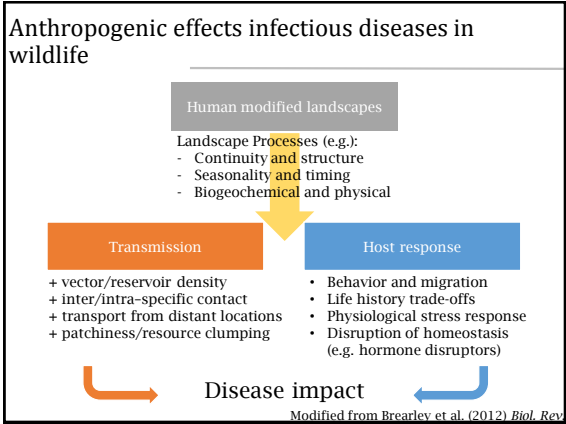 Anthropogenic effects infectious diseases in
wildlife
Human modified landscapes
Landscape Processes (e.g.):
- Continuity and structure
- Seasonality and timing
- Biogeochemical and physical
Transmission
+ vector/reservoir density
+ inter/intra-specific contact
+ transport from distant locations
+ patchiness/resource clumping
Host response
• Behavior and migration
• Life history trade-offs
• Physiological stress response
• Disruption of homeostasis
(e.g. hormone disruptors)
Disease impact
Modified from Brearley et al. (2012) Biol. Rev.